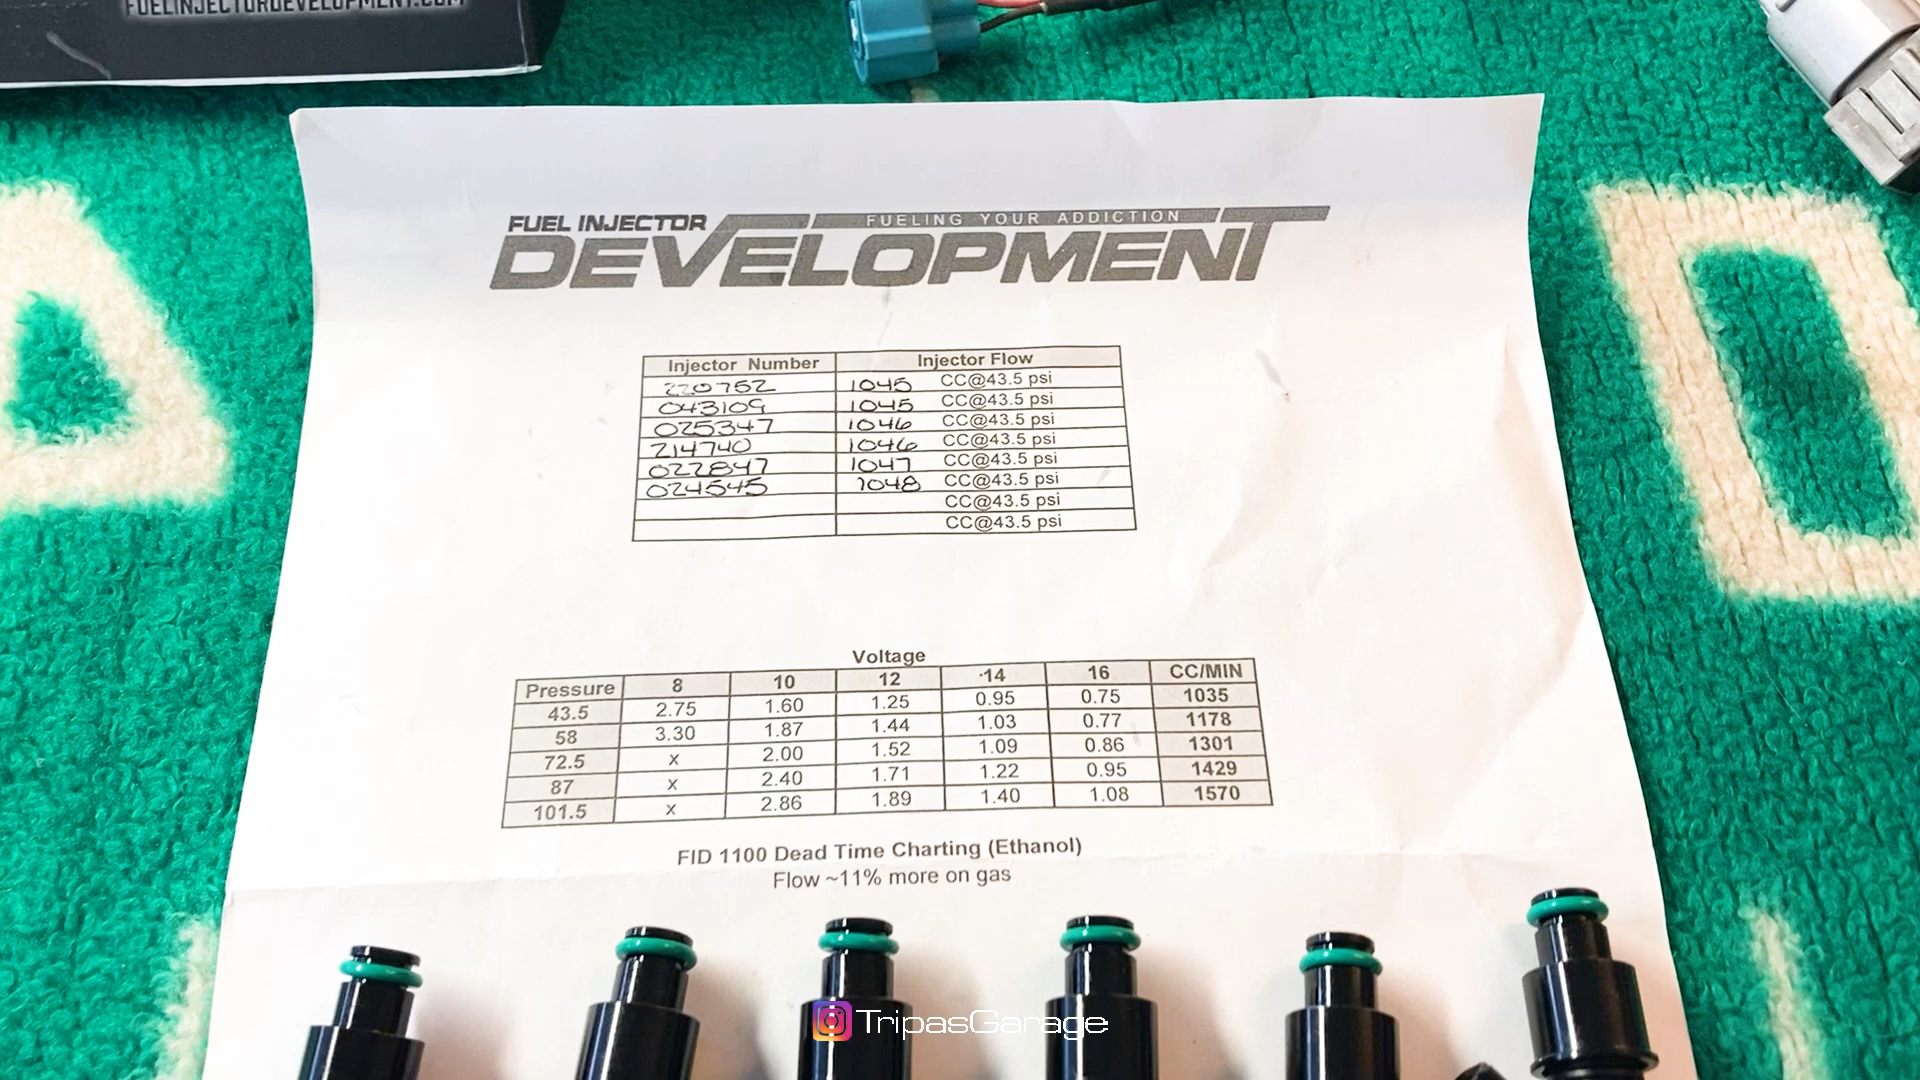 FUELINJECTORDEVELOPMENT.COM
FUEL INJECTOR
FUELING YOUR ADDICTION
DEVELOPMENT
Injector Number Injector Flow
220752 1045 CC@43.5 psi
043109 1045 CC@43.5 psi
025347 1046 CC@43.5 psi
214740 1046 CC@43.5 psi
022847 1047 CC@43.5 psi
024545 1048 CC@43.5 psi
CC@43.5 psi
CC@43.5 psi
Voltage
Pressure 8 10 12 14 16 CC/MIN
43.5 2.75 1.60 1.25 0.95 0.75 1035
58 3.30 1.87 1.44 1.03 0.77 1178
72.5 x 2.00 1.52 1.09 0.86 1301
87 x 2.40 1.71 1.22 0.95 1429
101.5 x 2.86 1.89 1.40 1.08 1570
FID 1100 Dead Time Charting (Ethanol)
Flow ~11% more on gas
TripasGarage